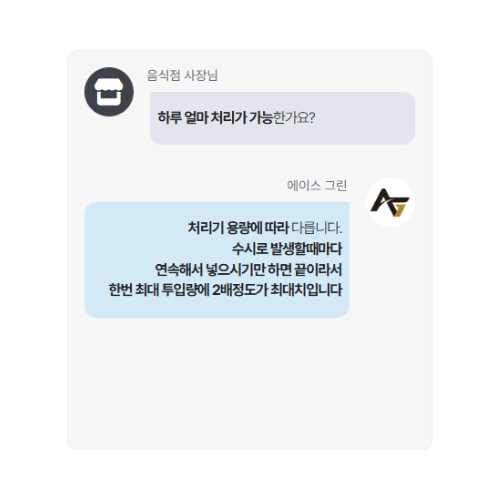 음식점 사장님
하루 얼마 처리가 가능한가요?
에이스 그린
AG
처리기 용량에 따라 다릅니다.
수시로 발생할때마다
연속해서 넣으시기만 하면 끝이라서
한번 최대 투입량에 2배정도가 최대치입니다